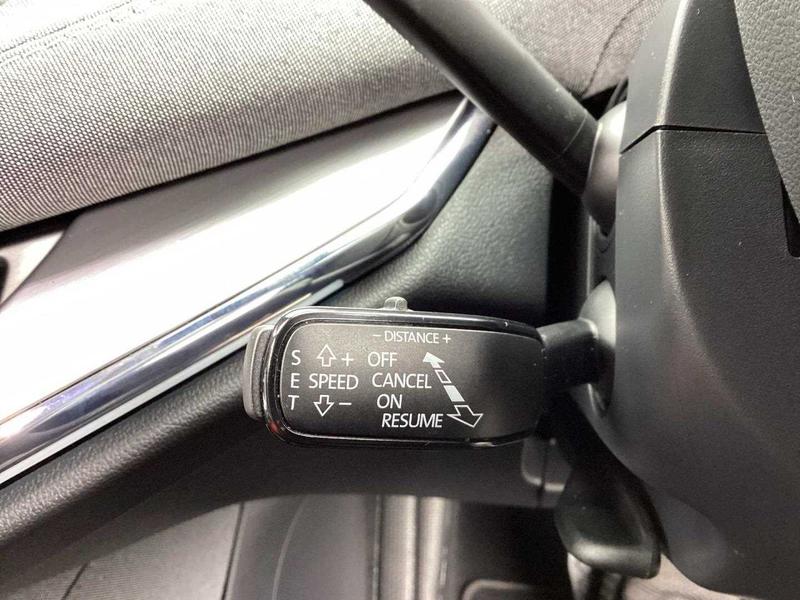 − DISTANCE +
S + OFF
E SPEED CANCEL
T − ON
RESUME